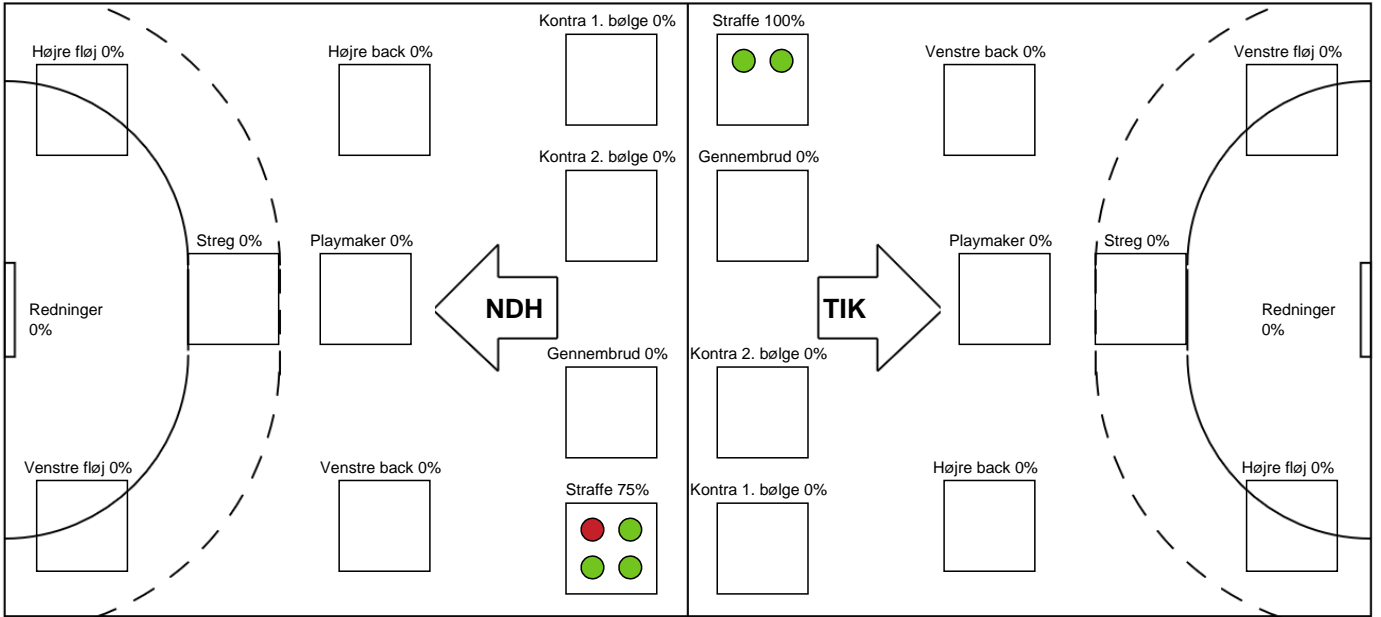 Kontra 1. bølge 0%
Straffe 100%
Højre fløj 0%
Højre back 0%
Venstre back 0%
Venstre fløj 0%
Kontra 2. bølge 0%
Gennembrud 0%
Streg 0%
Playmaker 0%
Playmaker 0%
Streg 0%
Redninger
0%
NDH
TIK
Redninger
0%
Gennembrud 0%
Kontra 2. bølge 0%
Venstre fløj 0%
Venstre back 0%
Højre back 0%
Højre fløj 0%
Straffe 75%
Kontra 1. bølge 0%